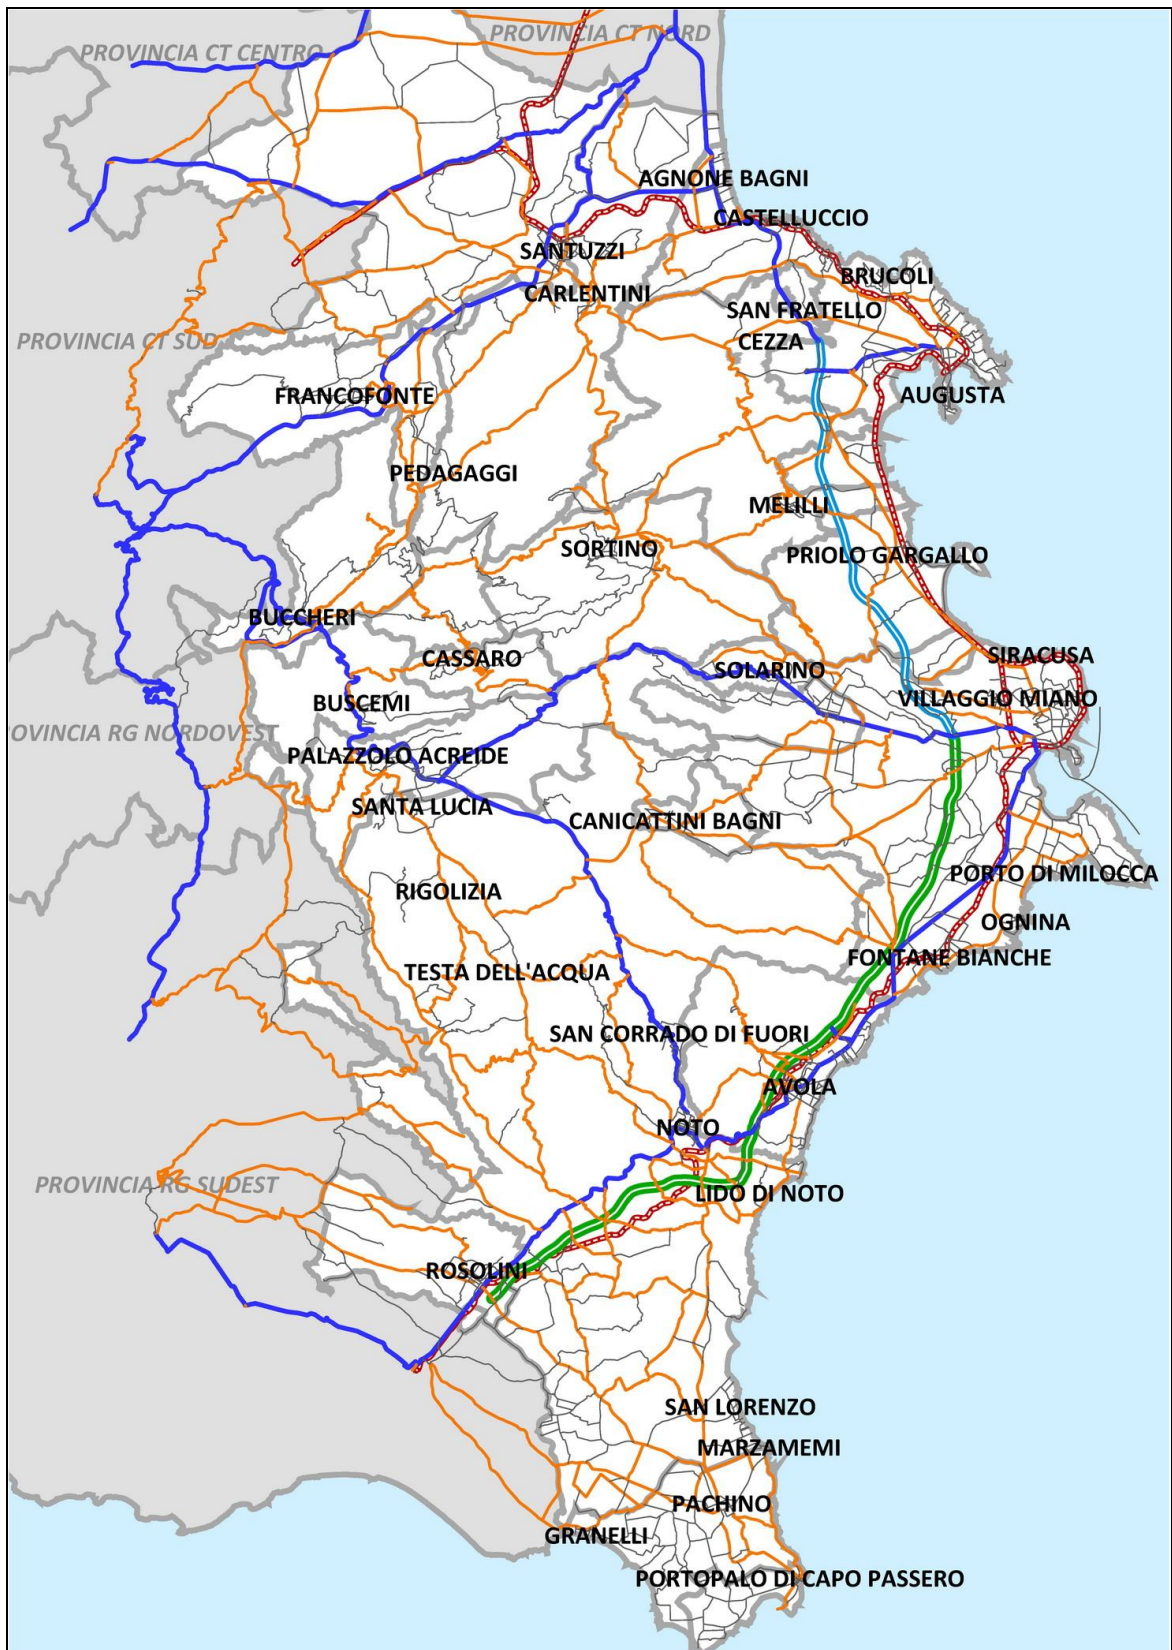 PROVINCIA CT NORD
PROVINCIA CT CENTRO
AGNONE BAGNI
CASTELLUCCIO
SANTUZZI
BRUCOLI
CARLENTINI
SAN FRATELLO
PROVINCIA CT SUD
CEZZA
FRANCOFONTE
AUGUSTA
PEDAGAGGI
MELILLI
SORTINO
PRIOLO GARGALLO
BUCCHERI
SIRACUSA
CASSARO
SOLARINO
VILLAGGIO MIANO
BUSCEMI
OVINCIA RG NORDOVEST
PALAZZOLO ACREIDE
SANTA LUCIA
CANICATTINI BAGNI
PORTO DI MILOCCA
RIGOLIZIA
OGNINA
FONTANE BIANCHE
TESTA DELL'ACQUA
SAN CORRADO DI FUORI
AVOLA
NOTO
PROVINCIA RG SUDEST
LIDO DI NOTO
ROSOLINI
SAN LORENZO
MARZAMEMI
PACHINO
GRANELLI
PORTOPALO DI CAPO PASSERO